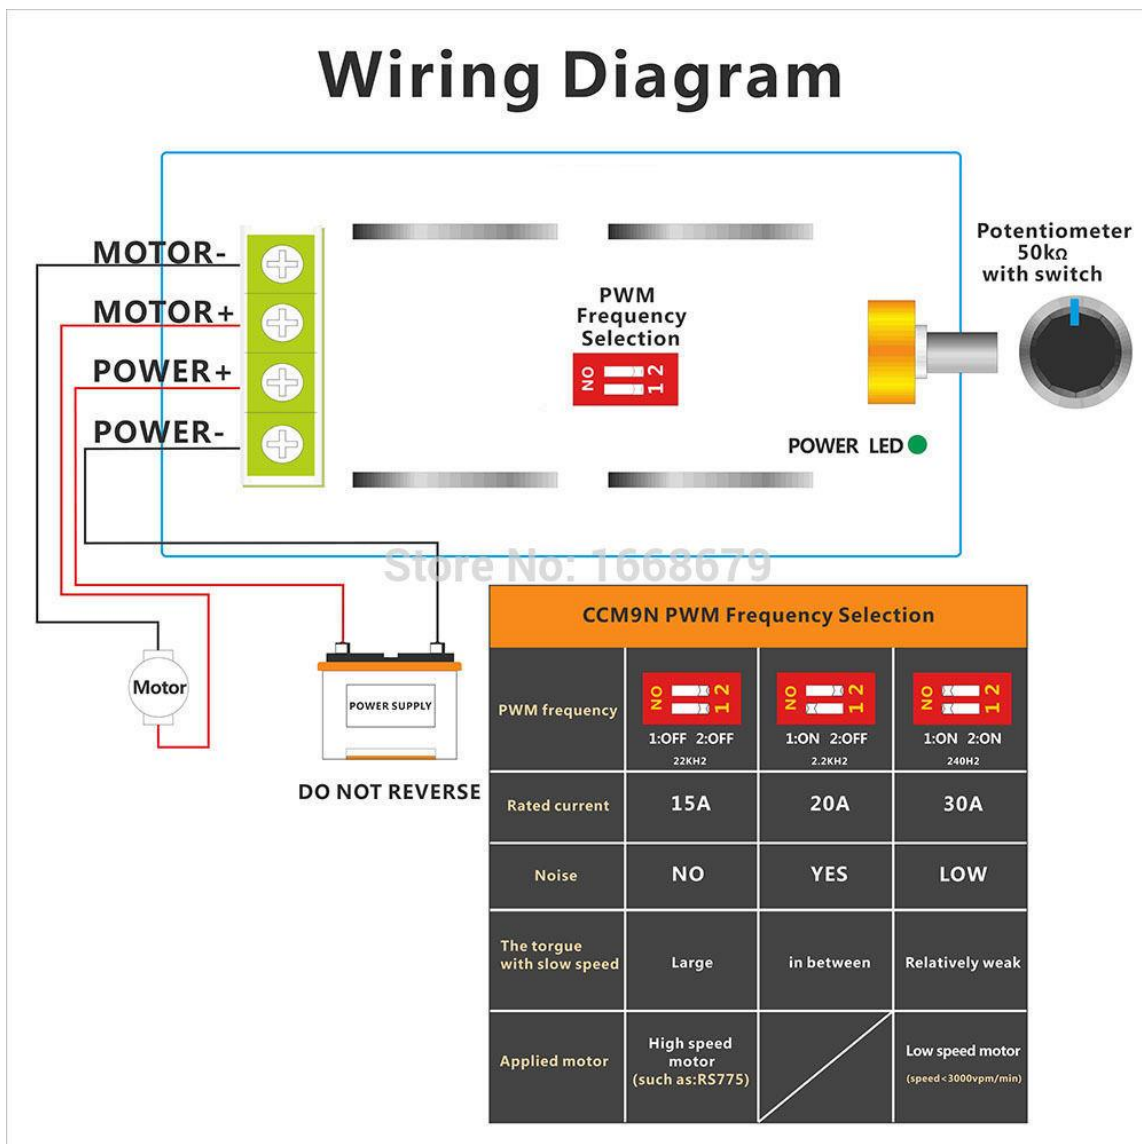 Wiring Diagram
MOTOR-
MOTOR+
POWER+
POWER-
PWM
Frequency
Selection
NO
1 2
Potentiometer
50kΩ
with switch
POWER LED
Store No: 1668679
Motor
POWER SUPPLY
DO NOT REVERSE
CCM9N PWM Frequency Selection
PWM frequency
NO
1 2
1:OFF 2:OFF
22KH2
NO
1 2
1:ON 2:OFF
2.2KH2
NO
1 2
1:ON 2:ON
240H2
Rated current
15A
20A
30A
Noise
NO
YES
LOW
The torgue
with slow speed
Large
in between
Relatively weak
Applied motor
High speed
motor
(such as:RS775)
Low speed motor
(speed<3000vpm/min)